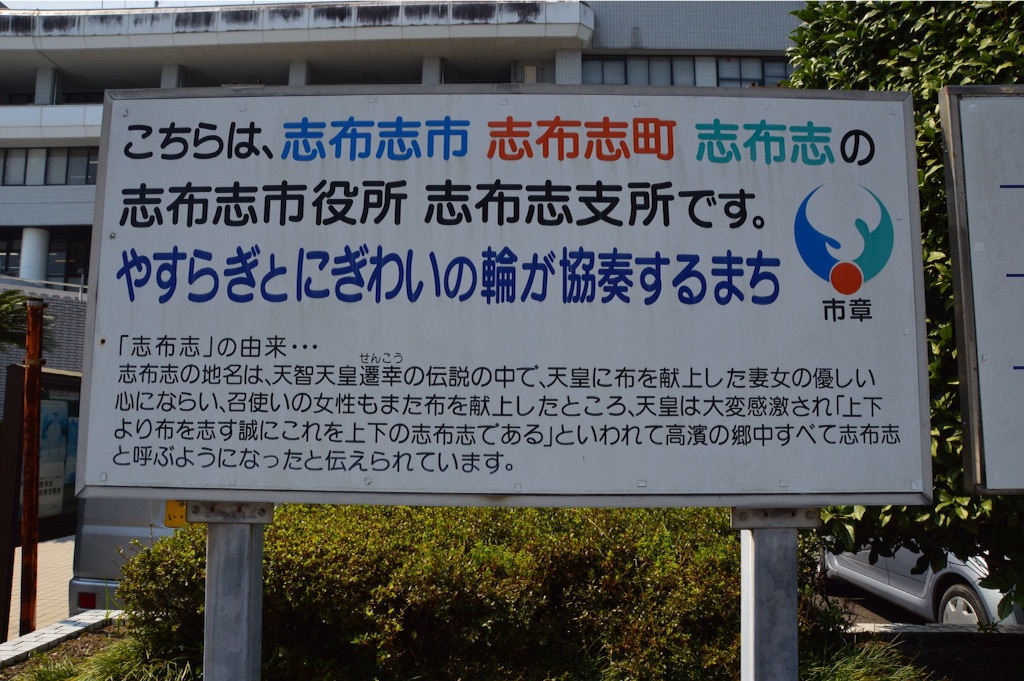 こちらは、志布志市 志布志町 志布志の
志布志市役所 志布志支所です。
やすらぎとにぎわいの輪が協奏するまち
市章
「志布志」の由来・・・
せんこう
志布志の地名は、天智天皇遷幸の伝説の中で、天皇に布を献上した妻女の優しい
心にならい、召使いの女性もまた布を献上したところ、天皇は大変感激され「上下
より布を志す誠にこれを上下の志布志である」といわれて高濱の郷中すべて志布志
と呼ぶようになったと伝えられています。